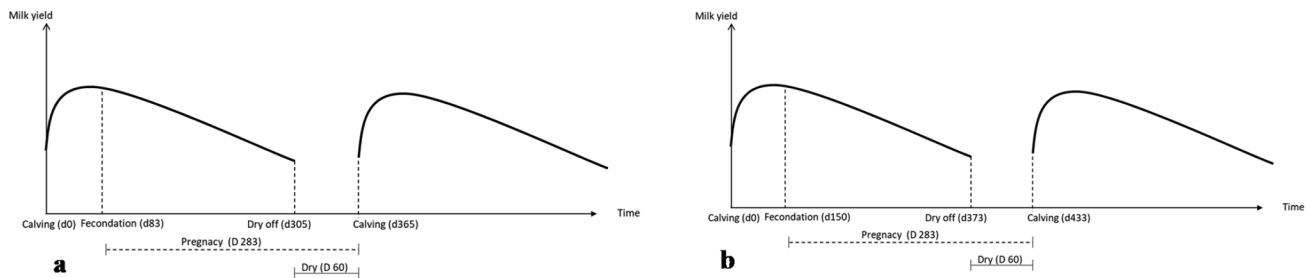 Milk yield
Time
Calving (d0) Fecondation (d83) Dry off (d305) Calving (d365)
Pregnacy (D 283)
Dry (D 60)
a
Milk yield
Time
Calving (d0) Fecondation (d150) Dry off (d373) Calving (d433)
Pregnacy (D 283)
Dry (D 60)
b